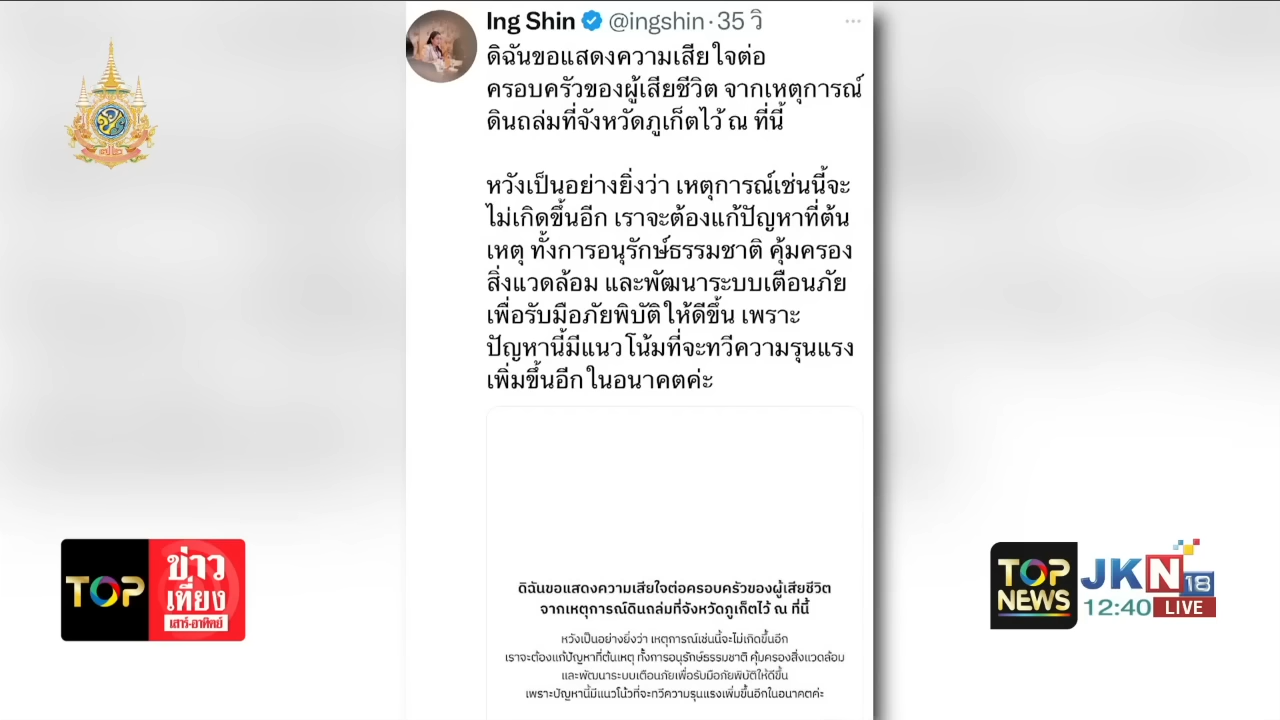 Ing Shin @ingshin · 35 วิ
ดิฉันขอแสดงความเสียใจต่อ
ครอบครัวของผู้เสียชีวิต จากเหตุการณ์
ดินถล่มที่จังหวัดภูเก็ตไว้ ณ ที่นี้
หวังเป็นอย่างยิ่งว่า เหตุการณ์เช่นนี้จะ
ไม่เกิดขึ้นอีก เราจะต้องแก้ปัญหาที่ต้น
เหตุ ทั้งการอนุรักษ์ธรรมชาติ คุ้มครอง
สิ่งแวดล้อม และพัฒนาระบบเตือนภัย
เพื่อรับมือภัยพิบัติให้ดีขึ้น เพราะ
ปัญหานี้มีแนวโน้มที่จะทวีความรุนแรง
เพิ่มขึ้นอีกในอนาคตค่ะ
ดิฉันขอแสดงความเสียใจต่อครอบครัวของผู้เสียชีวิต
จากเหตุการณ์ดินถล่มที่จังหวัดภูเก็ตไว้ ณ ที่นี้
หวังเป็นอย่างยิ่งว่า เหตุการณ์เช่นนี้จะไม่เกิดขึ้นอีก
เราจะต้องแก้ปัญหาที่ต้นเหตุ ทั้งการอนุรักษ์ธรรมชาติ คุ้มครองสิ่งแวดล้อม
และพัฒนาระบบเตือนภัยเพื่อรับมือภัยพิบัติให้ดีขึ้น
เพราะปัญหานี้มีแนวโน้วที่จะทวีความรุนแรงเพิ่มขึ้นอีกในอนาคตค่ะ
TOP
ข่าว
เที่ยง
เสาร์-อาทิตย์
TOP
NEWS
JKN18
12:40 LIVE